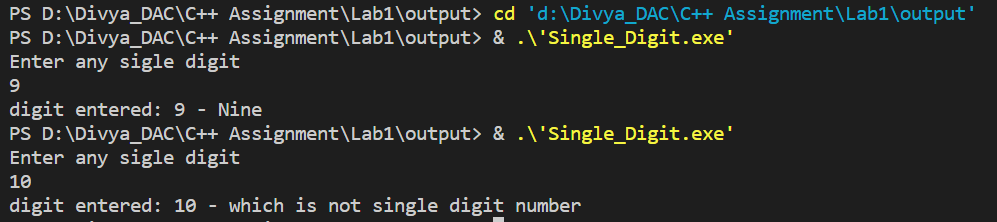 PS D:\Divya_DAC\C++ Assignment\Lab1\output> cd 'd:\Divya_DAC\C++ Assignment\Lab1\output'
PS D:\Divya_DAC\C++ Assignment\Lab1\output> & .\'Single_Digit.exe'
Enter any sigle digit
9
digit entered: 9 - Nine
PS D:\Divya_DAC\C++ Assignment\Lab1\output> & .\'Single_Digit.exe'
Enter any sigle digit
10
digit entered: 10 - which is not single digit number